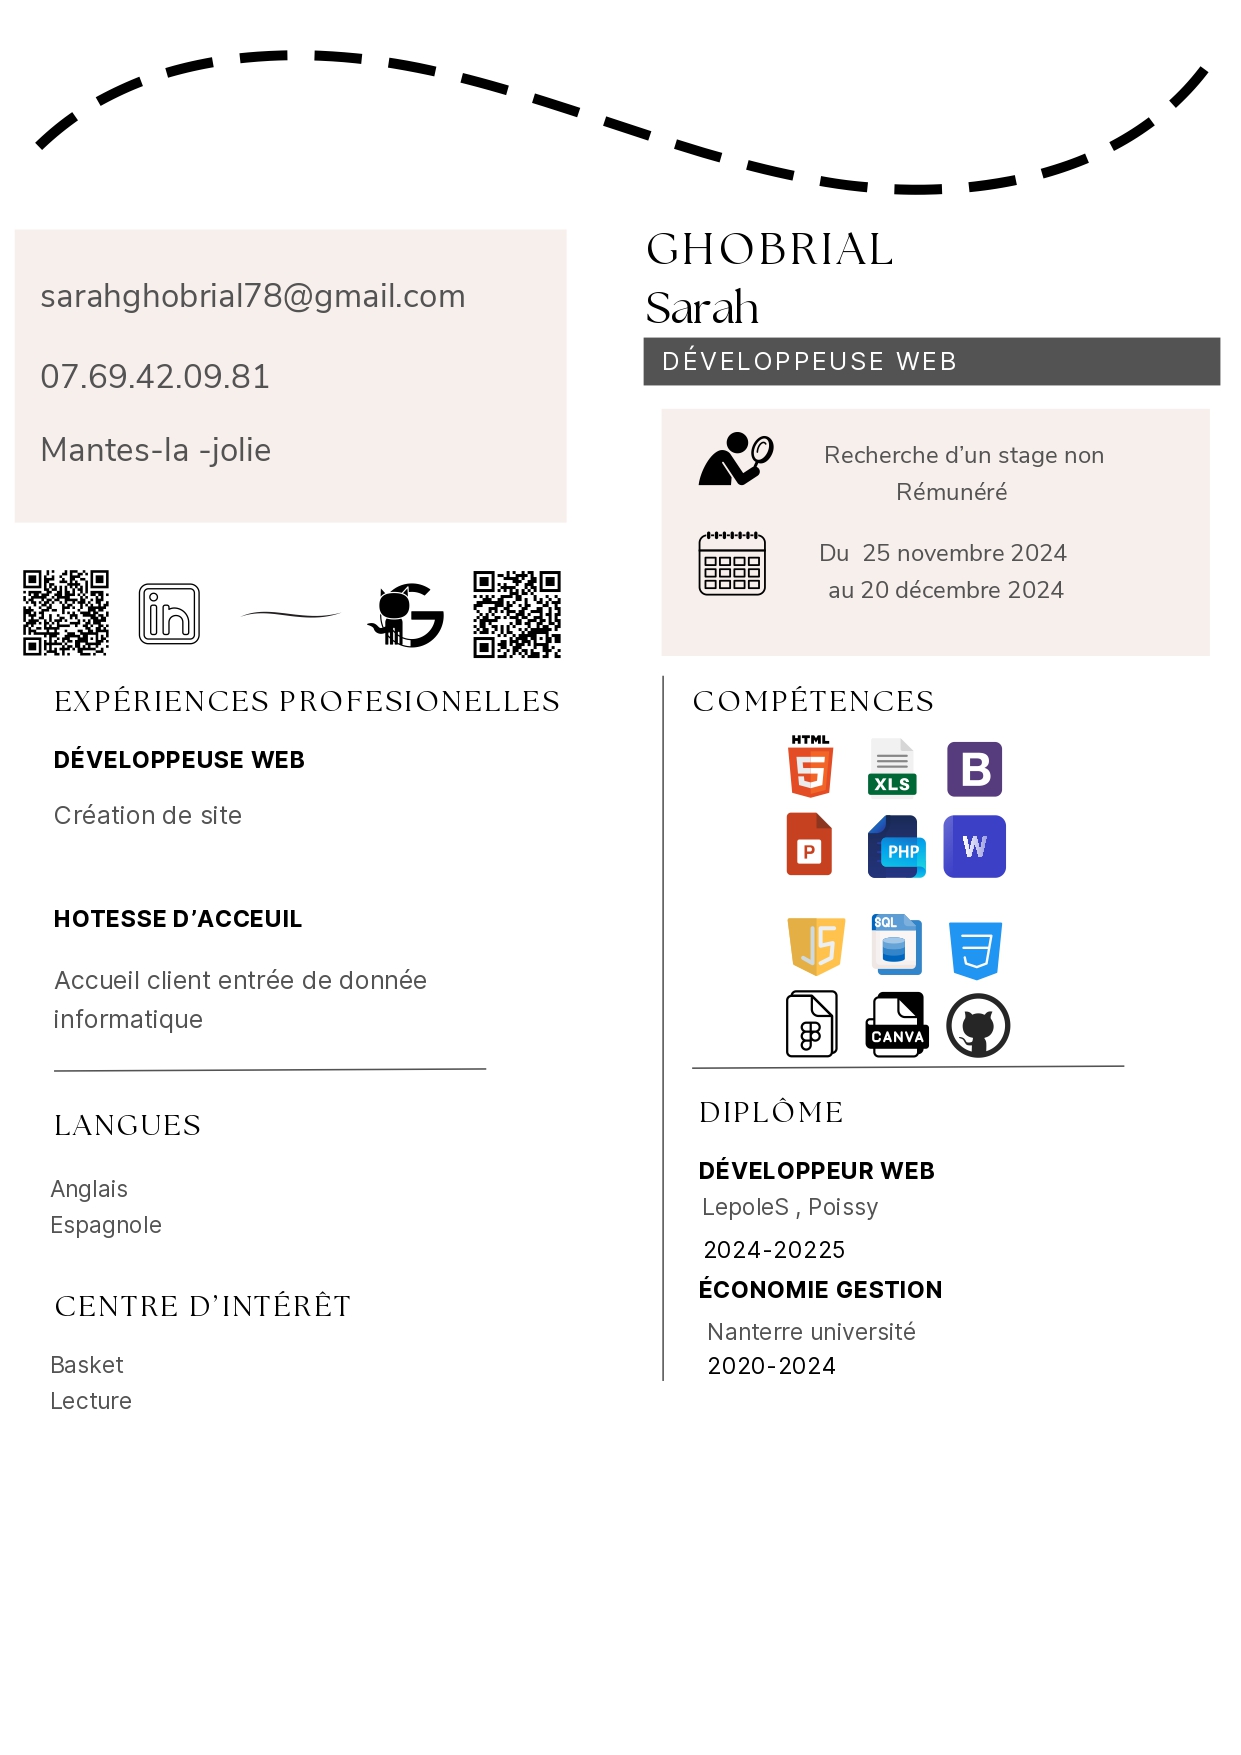 sarahghobrial78@gmail.com
07.69.42.09.81
Mantes-la -jolie
GHOBRIAL
Sarah
DÉVELOPPEUSE WEB
Recherche d’un stage non
Rémunéré
Du  25 novembre 2024
au 20 décembre 2024
in
G
EXPÉRIENCES PROFESIONELLES
DÉVELOPPEUSE WEB
Création de site
HOTESSE D’ACCEUIL
Accueil client entrée de donnée
informatique
LANGUES
Anglais
Espagnole
CENTRE D’INTÉRÊT
Basket
Lecture
COMPÉTENCES
HTML
5
XLS
B
P
PHP
W
JS
SQL
3
CANVA
DIPLÔME
DÉVELOPPEUR WEB
LepoleS , Poissy
2024-20225
ÉCONOMIE GESTION
Nanterre université
2020-2024